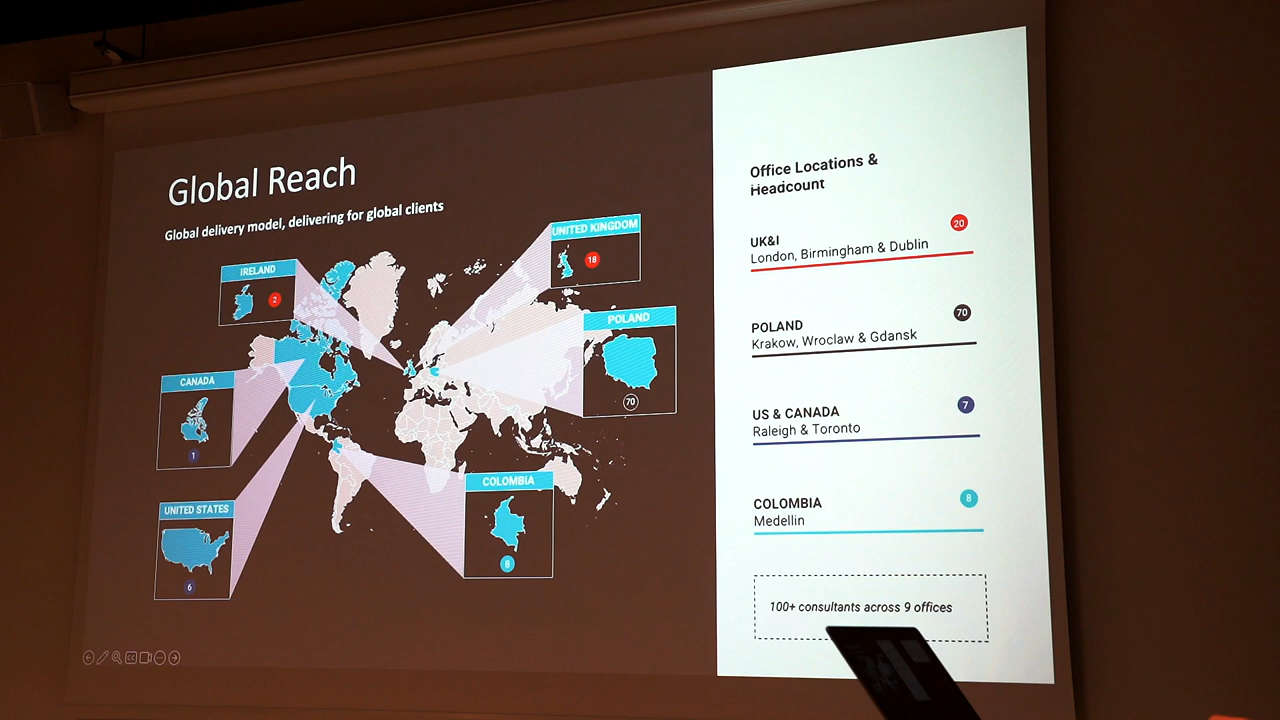 Global Reach
Global delivery model, delivering for global clients
IRELAND
2
UNITED KINGDOM
18
POLAND
70
CANADA
1
UNITED STATES
6
COLOMBIA
8
Office Locations &
Headcount
UK&I
20
London, Birmingham & Dublin
POLAND
70
Krakow, Wroclaw & Gdansk
US & CANADA
7
Raleigh & Toronto
COLOMBIA
8
Medellin
100+ consultants across 9 offices